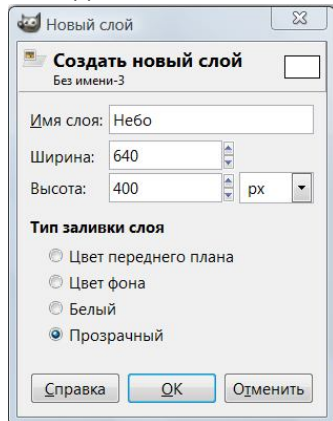 Новый слой
Создать новый слой
Без имени-3
Имя слоя: Небо
Ширина: 640
Высота: 400 px
Тип заливки слоя
Цвет переднего плана
Цвет фона
Белый
Прозрачный
Справка OK Отменить